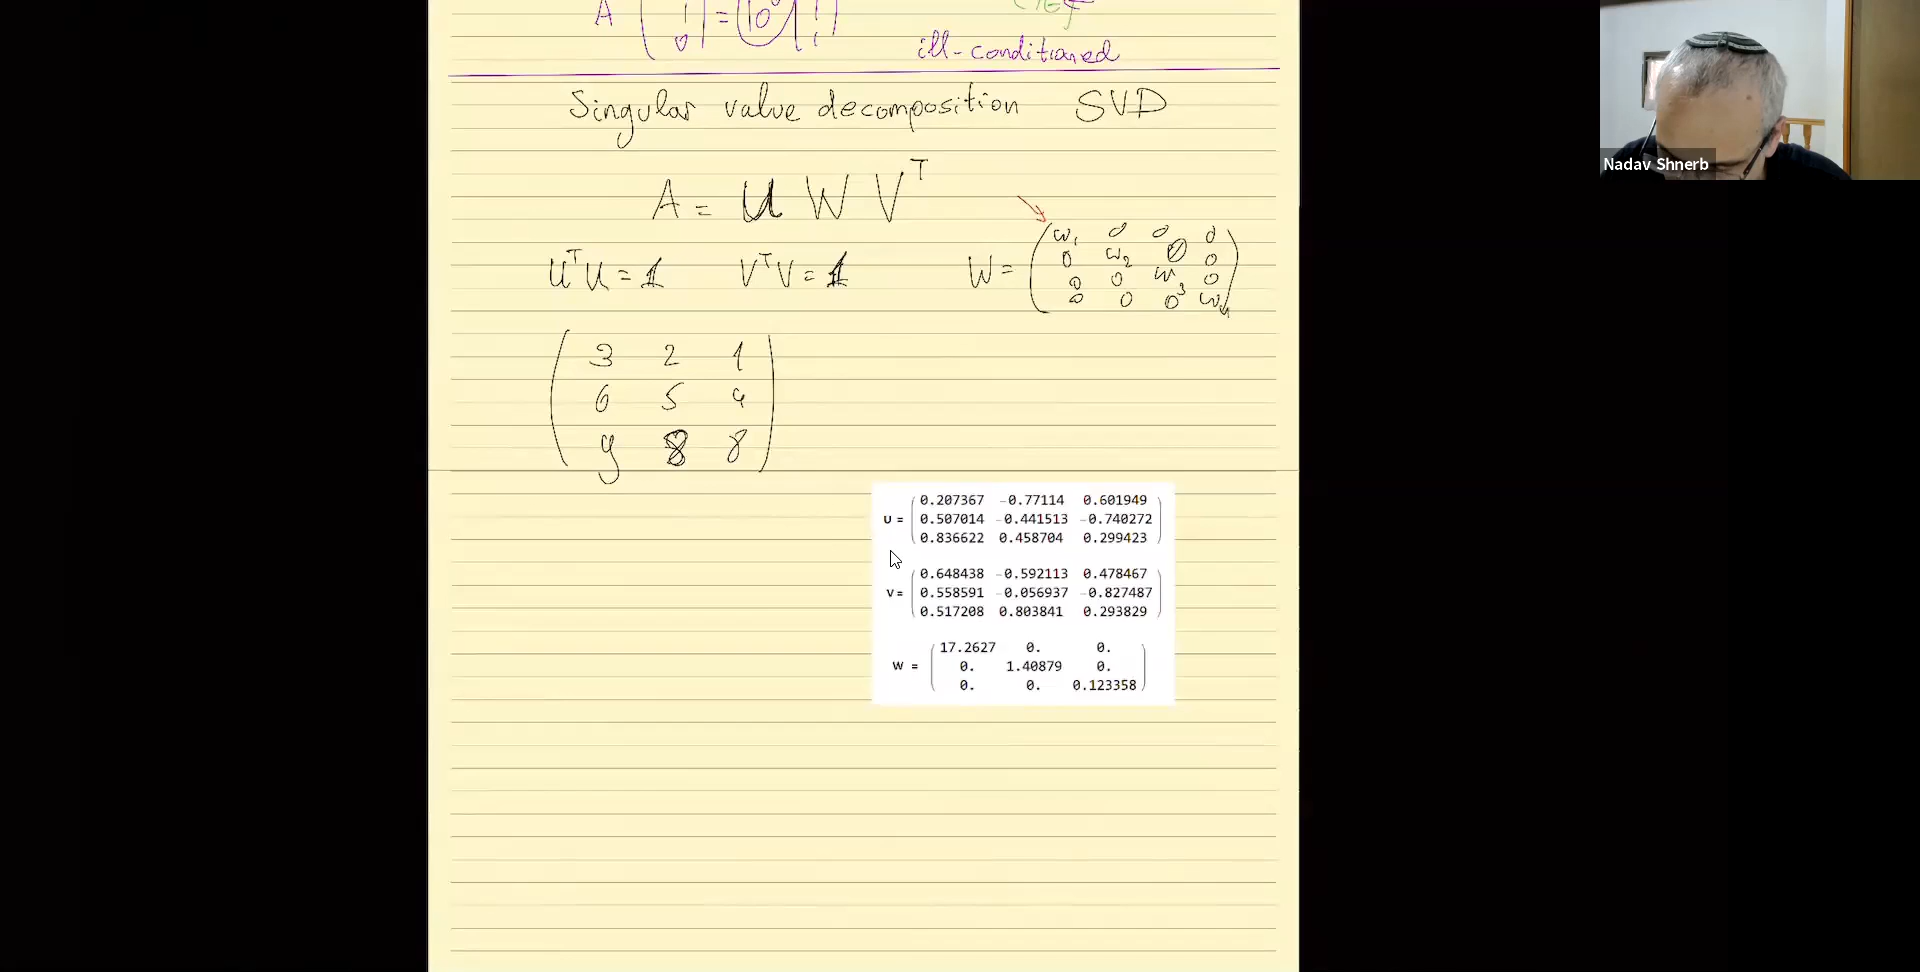 A ( 1 0 ) = ( 10
ill-conditioned
Singular value decomposition SVD
A = U W V^T
U^T U = 1 V^T V = 1 W = ( w₁ 0 0 0
0 w₂ 0 0
0 0 w₃ 0
0 0 0 w₄ )
( 3 2 1
6 5 4
9 8 8 )
U = ( 0.207367 -0.77114 0.601949
0.507014 -0.441513 -0.740272
0.836622 0.458704 0.299423 )
V = ( 0.648438 -0.592113 0.478467
0.558591 -0.056937 -0.827487
0.517208 0.803841 0.293829 )
W = ( 17.2627 0. 0.
0. 1.40879 0.
0. 0. 0.123358 )
Nadav Shnerb